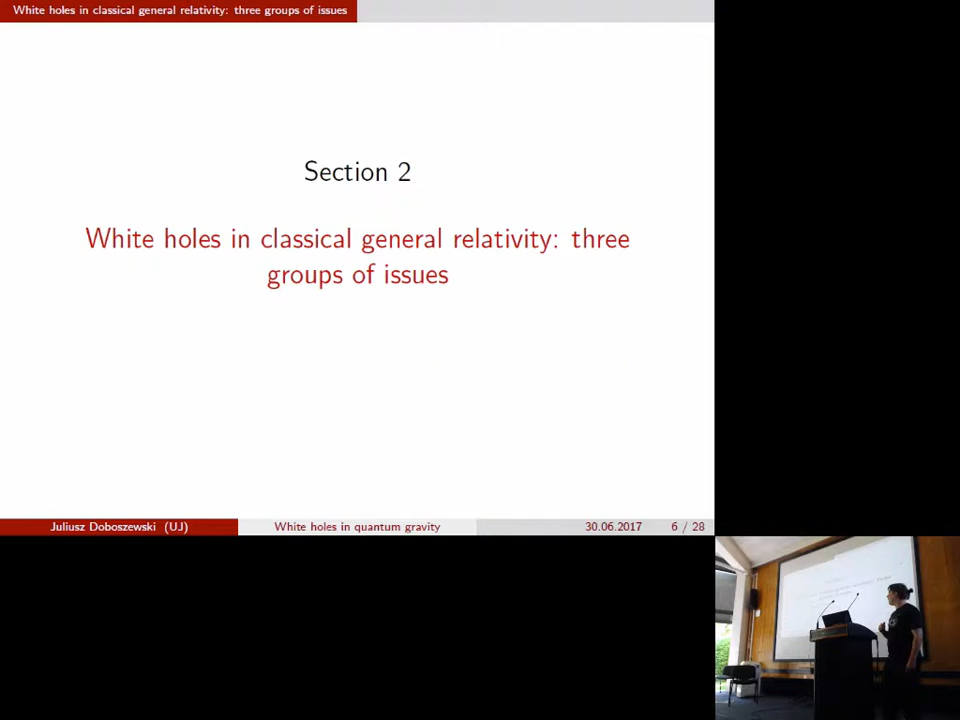 White holes in classical general relativity: three groups of issues
Section 2
White holes in classical general relativity: three
groups of issues
Juliusz Doboszewski (UJ)
White holes in quantum gravity
30.06.2017
6 / 28